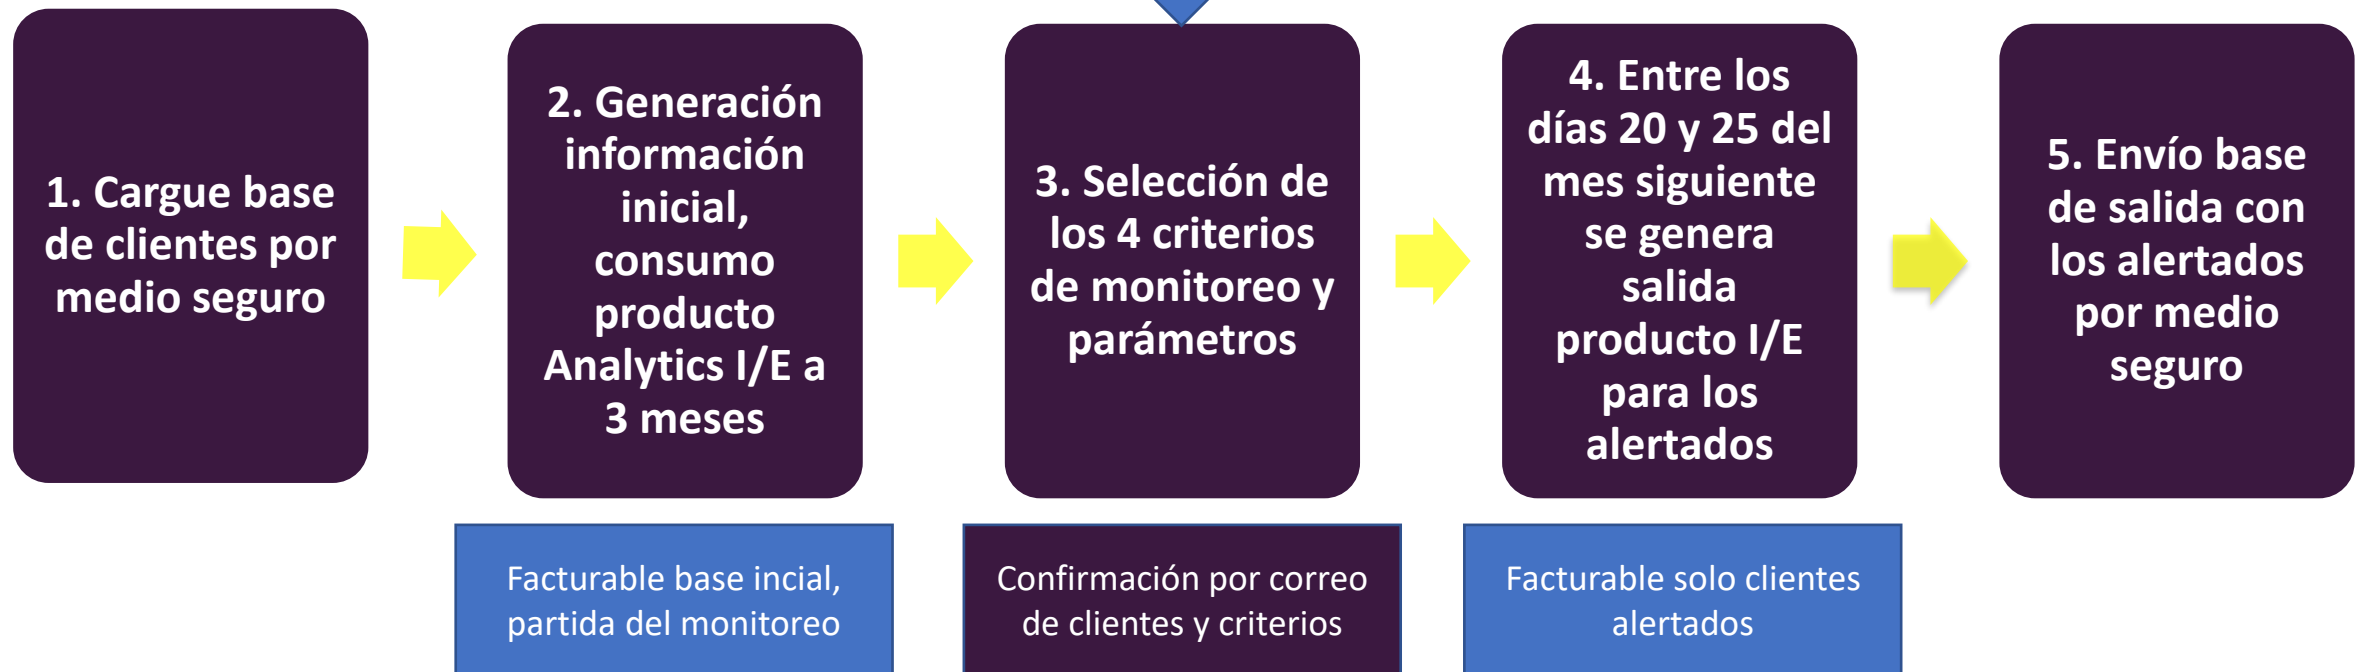 1. Cargue base
de clientes por
medio seguro
2. Generación
información
inicial,
consumo
producto
Analytics I/E a
3 meses
3. Selección de
los 4 criterios
de monitoreo y
parámetros
4. Entre los
días 20 y 25 del
mes siguiente
se genera
salida
producto I/E
para los
alertados
5. Envío base
de salida con
los alertados
por medio
seguro
Facturable base incial,
partida del monitoreo
Confirmación por correo
de clientes y criterios
Facturable solo clientes
alertados